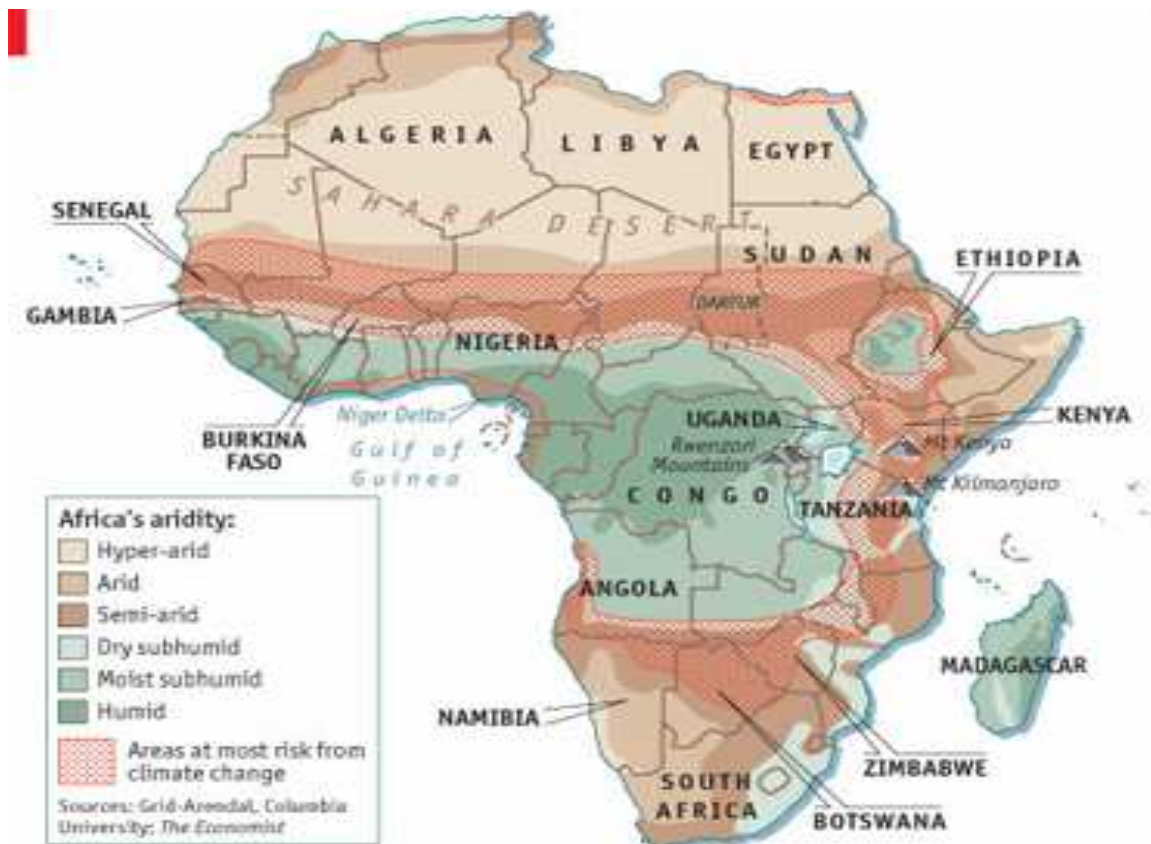 ALGERIA
LIBYA
EGYPT
SAHARA DESERT
SENEGAL
SUDAN
ETHIOPIA
GAMBIA
DARFUR
NIGERIA
Niger Delta
UGANDA
KENYA
BURKINA
FASO
Gulf of
Guinea
Rwenzori
Mountains
Mt Kenya
Mt Kilmanjaro
CONGO
TANZANIA
Africa's aridity:
Hyper-arid
Arid
Semi-arid
Dry subhumid
Moist subhumid
Humid
Areas at most risk from
climate change
Sources: Grid-Arendal, Columbia
University; The Economist
ANGOLA
MADAGASCAR
NAMIBIA
ZIMBABWE
SOUTH
AFRICA
BOTSWANA